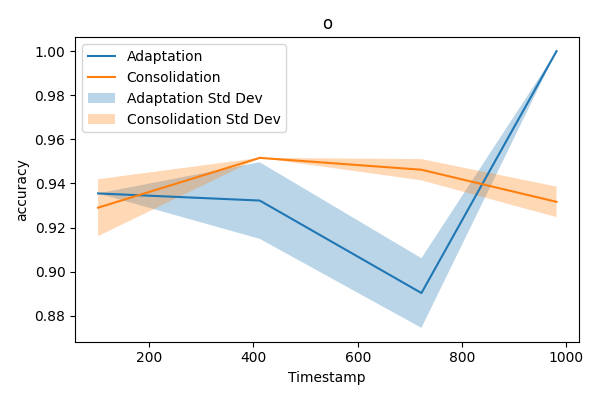 o
1.00
0.98
0.96
0.94
0.92
0.90
0.88
accuracy
Adaptation
Consolidation
Adaptation Std Dev
Consolidation Std Dev
200
400
600
800
1000
Timestamp